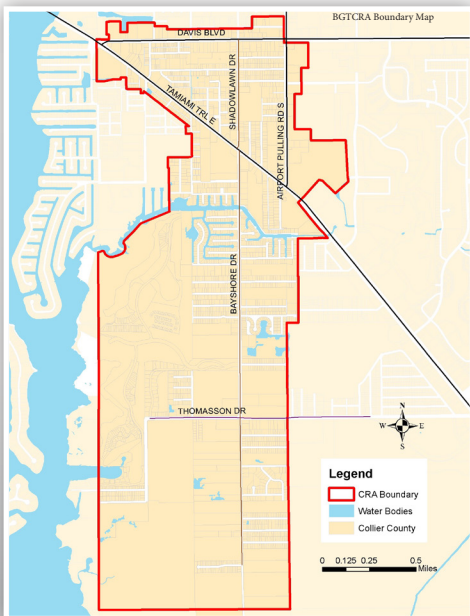 BGTCRA Boundary Map
DAVIS BLVD
SHADOWLAWN DR
TAMIAMI TRL E
AIRPORT PULLING RD S
BAYSHORE DR
THOMASSON DR
N
W
E
S
Legend
CRA Boundary
Water Bodies
Collier County
0 0.125 0.25 0.5
Miles